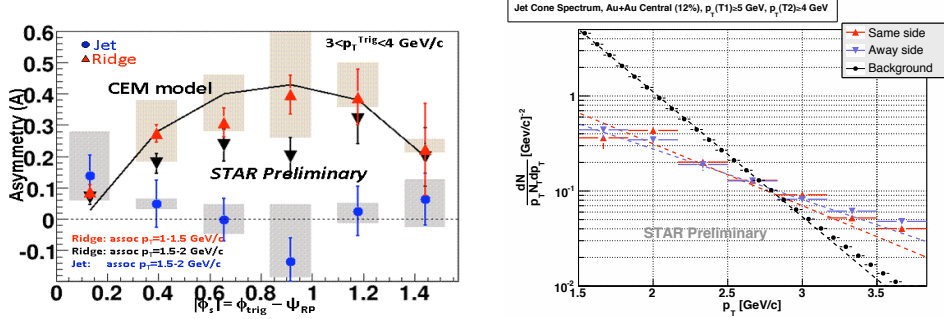 0.6
0.5
0.4
0.3
0.2
0.1
0
-0.1
Asymmetry (A)
Jet
Ridge
3<p_T^Trig<4 GeV/c
CEM model
STAR Preliminary
Ridge: assoc p_T=1-1.5 GeV/c
Ridge: assoc p_T=1.5-2 GeV/c
Jet: assoc p_T=1.5-2 GeV/c
0 0.2 0.4 0.6 0.8 1 1.2 1.4
|ϕ_s| = ϕ_trig − Ψ_RP
Jet Cone Spectrum, Au+Au Central (12%), p_T(T1)≥5 GeV, p_T(T2)≥4 GeV
Same side
Away side
Background
dN
p_T N_t dp_T
[GeV/c]^-2
1
10^-1
10^-2
STAR Preliminary
1.5 2 2.5 3 3.5
p_T [GeV/c]